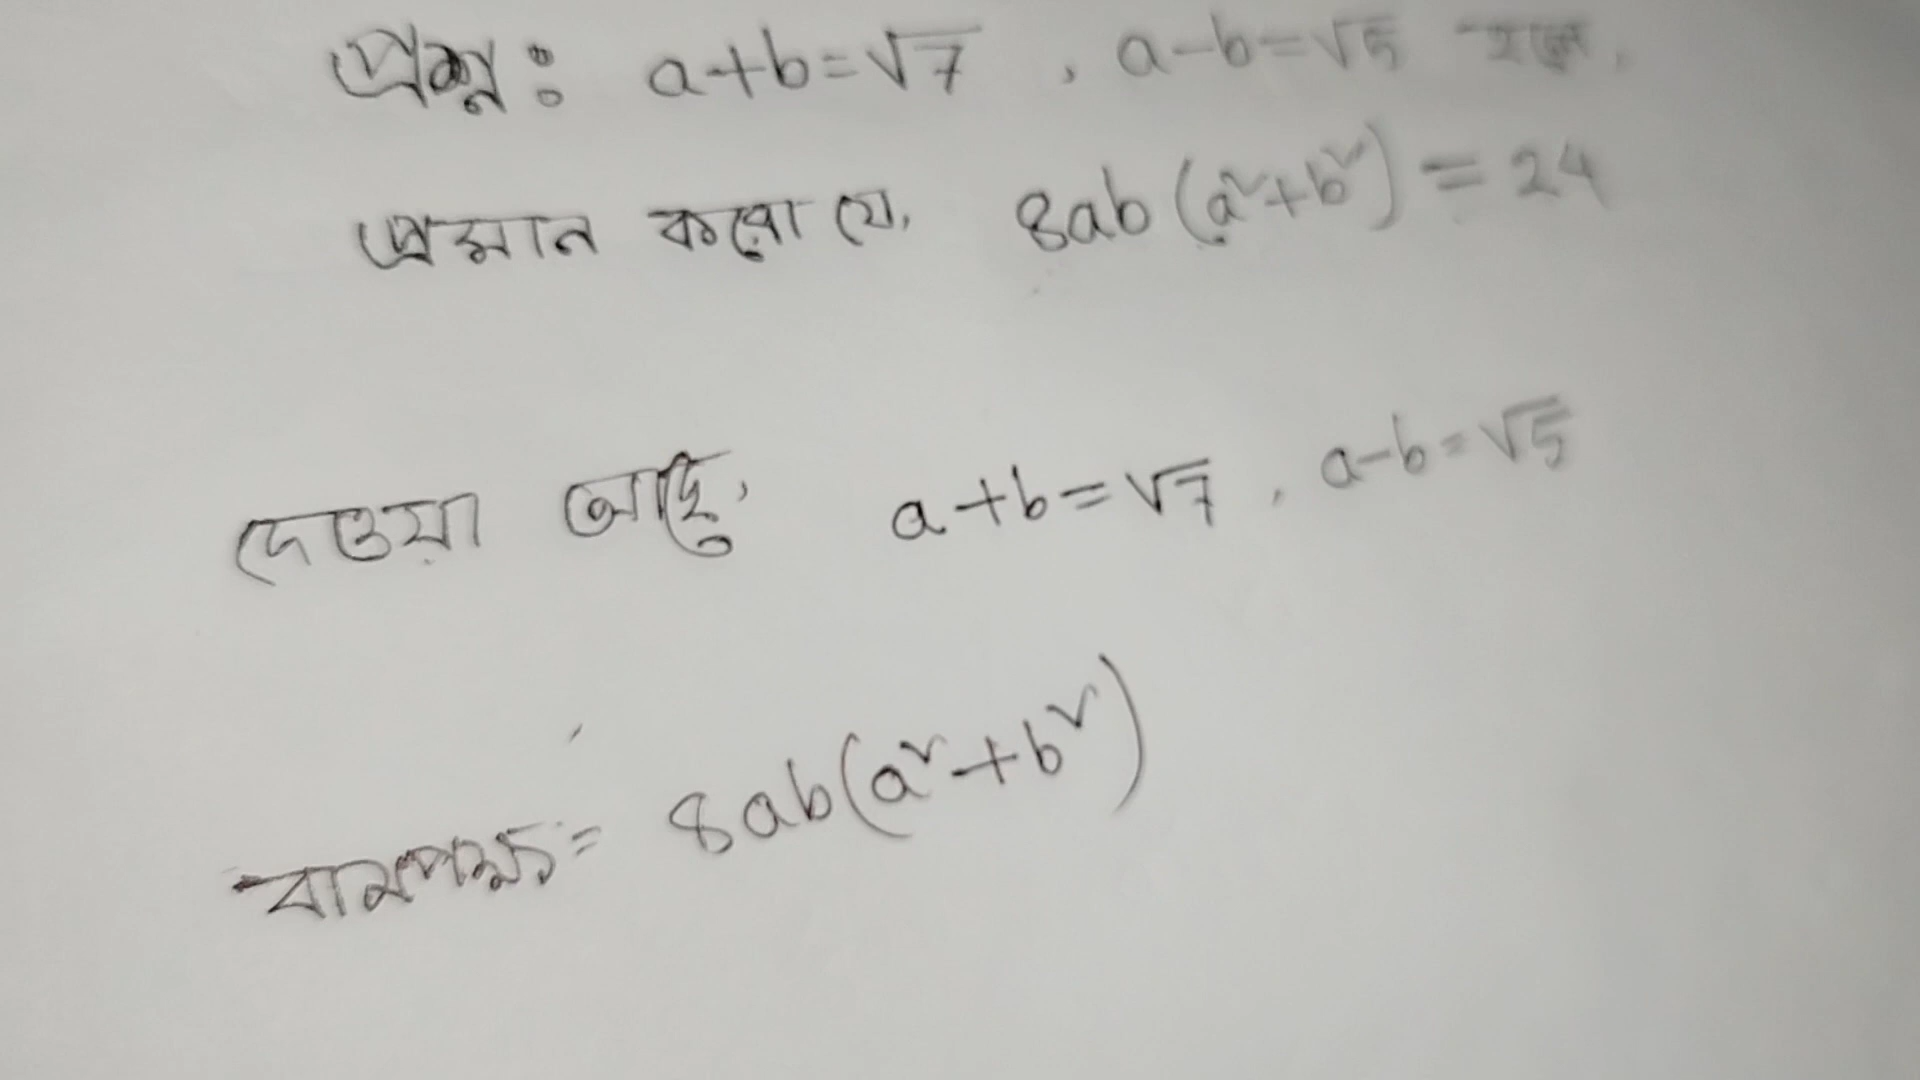 প্রশ্ন: a+b=√7, a-b=√5 হলে,
প্রমান করো যে, 8ab(a²+b²) = 24
দেওয়া আছে, a+b=√7, a-b=√5
বামপক্ষ= 8ab(a²+b²)